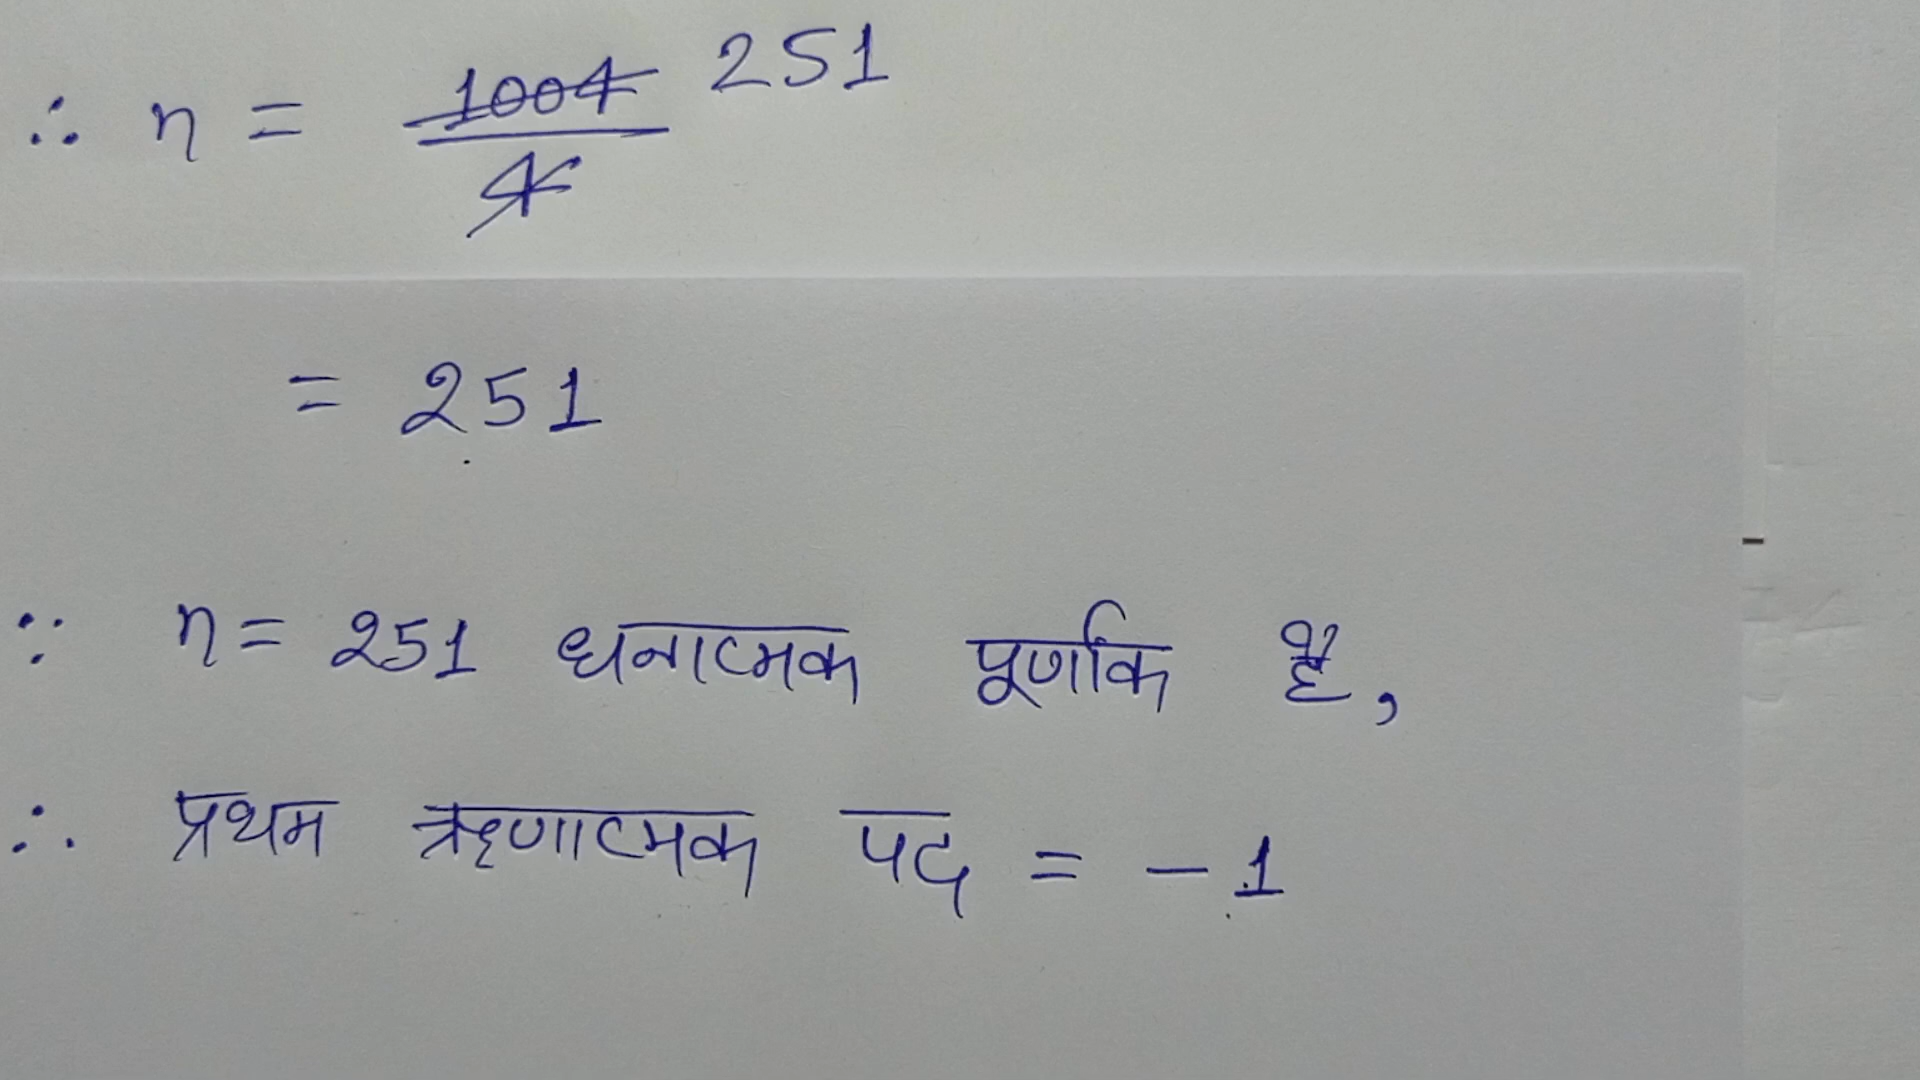 ∴ n = 1004/4 251
= 251
∵ n = 251 धनात्मक पूर्णांक है,
∴ प्रथम ऋणात्मक पद = - 1